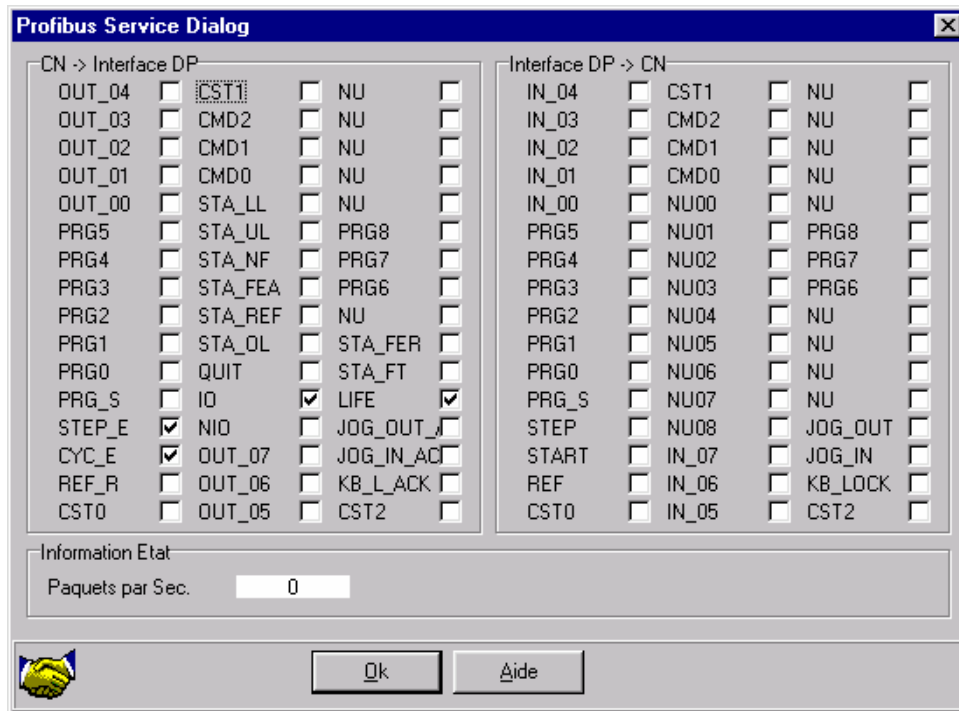 Profibus Service Dialog
CN -> Interface DP
Interface DP -> CN
OUT_04 CST1 NU IN_04 CST1 NU
OUT_03 CMD2 NU IN_03 CMD2 NU
OUT_02 CMD1 NU IN_02 CMD1 NU
OUT_01 CMD0 NU IN_01 CMD0 NU
OUT_00 STA_LL NU IN_00 NU00 NU
PRG5 STA_UL PRG8 PRG5 NU01 PRG8
PRG4 STA_NF PRG7 PRG4 NU02 PRG7
PRG3 STA_FEA PRG6 PRG3 NU03 PRG6
PRG2 STA_REF NU PRG2 NU04 NU
PRG1 STA_OL STA_FER PRG1 NU05 NU
PRG0 QUIT STA_FT PRG0 NU06 NU
PRG_S IO LIFE PRG_S NU07 NU
STEP_E NIO JOG_OUT_A STEP NU08 JOG_OUT
CYC_E OUT_07 JOG_IN_AC START IN_07 JOG_IN
REF_R OUT_06 KB_L_ACK REF IN_06 KB_LOCK
CST0 OUT_05 CST2 CST0 IN_05 CST2
Information Etat
Paquets par Sec. 0
Ok Aide